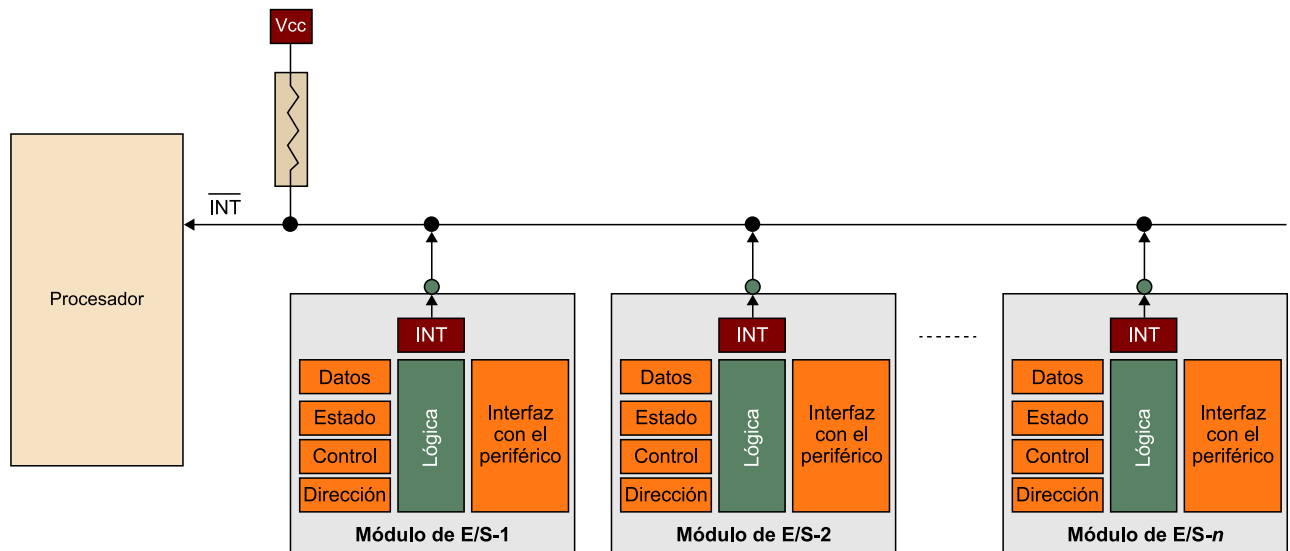 Vcc
INT
Procesador
INT
Datos
Estado
Control
Dirección
Lógica
Interfaz
con el
periférico
Módulo de E/S-1
INT
Datos
Estado
Control
Dirección
Lógica
Interfaz
con el
periférico
Módulo de E/S-2
INT
Datos
Estado
Control
Dirección
Lógica
Interfaz
con el
periférico
Módulo de E/S-n